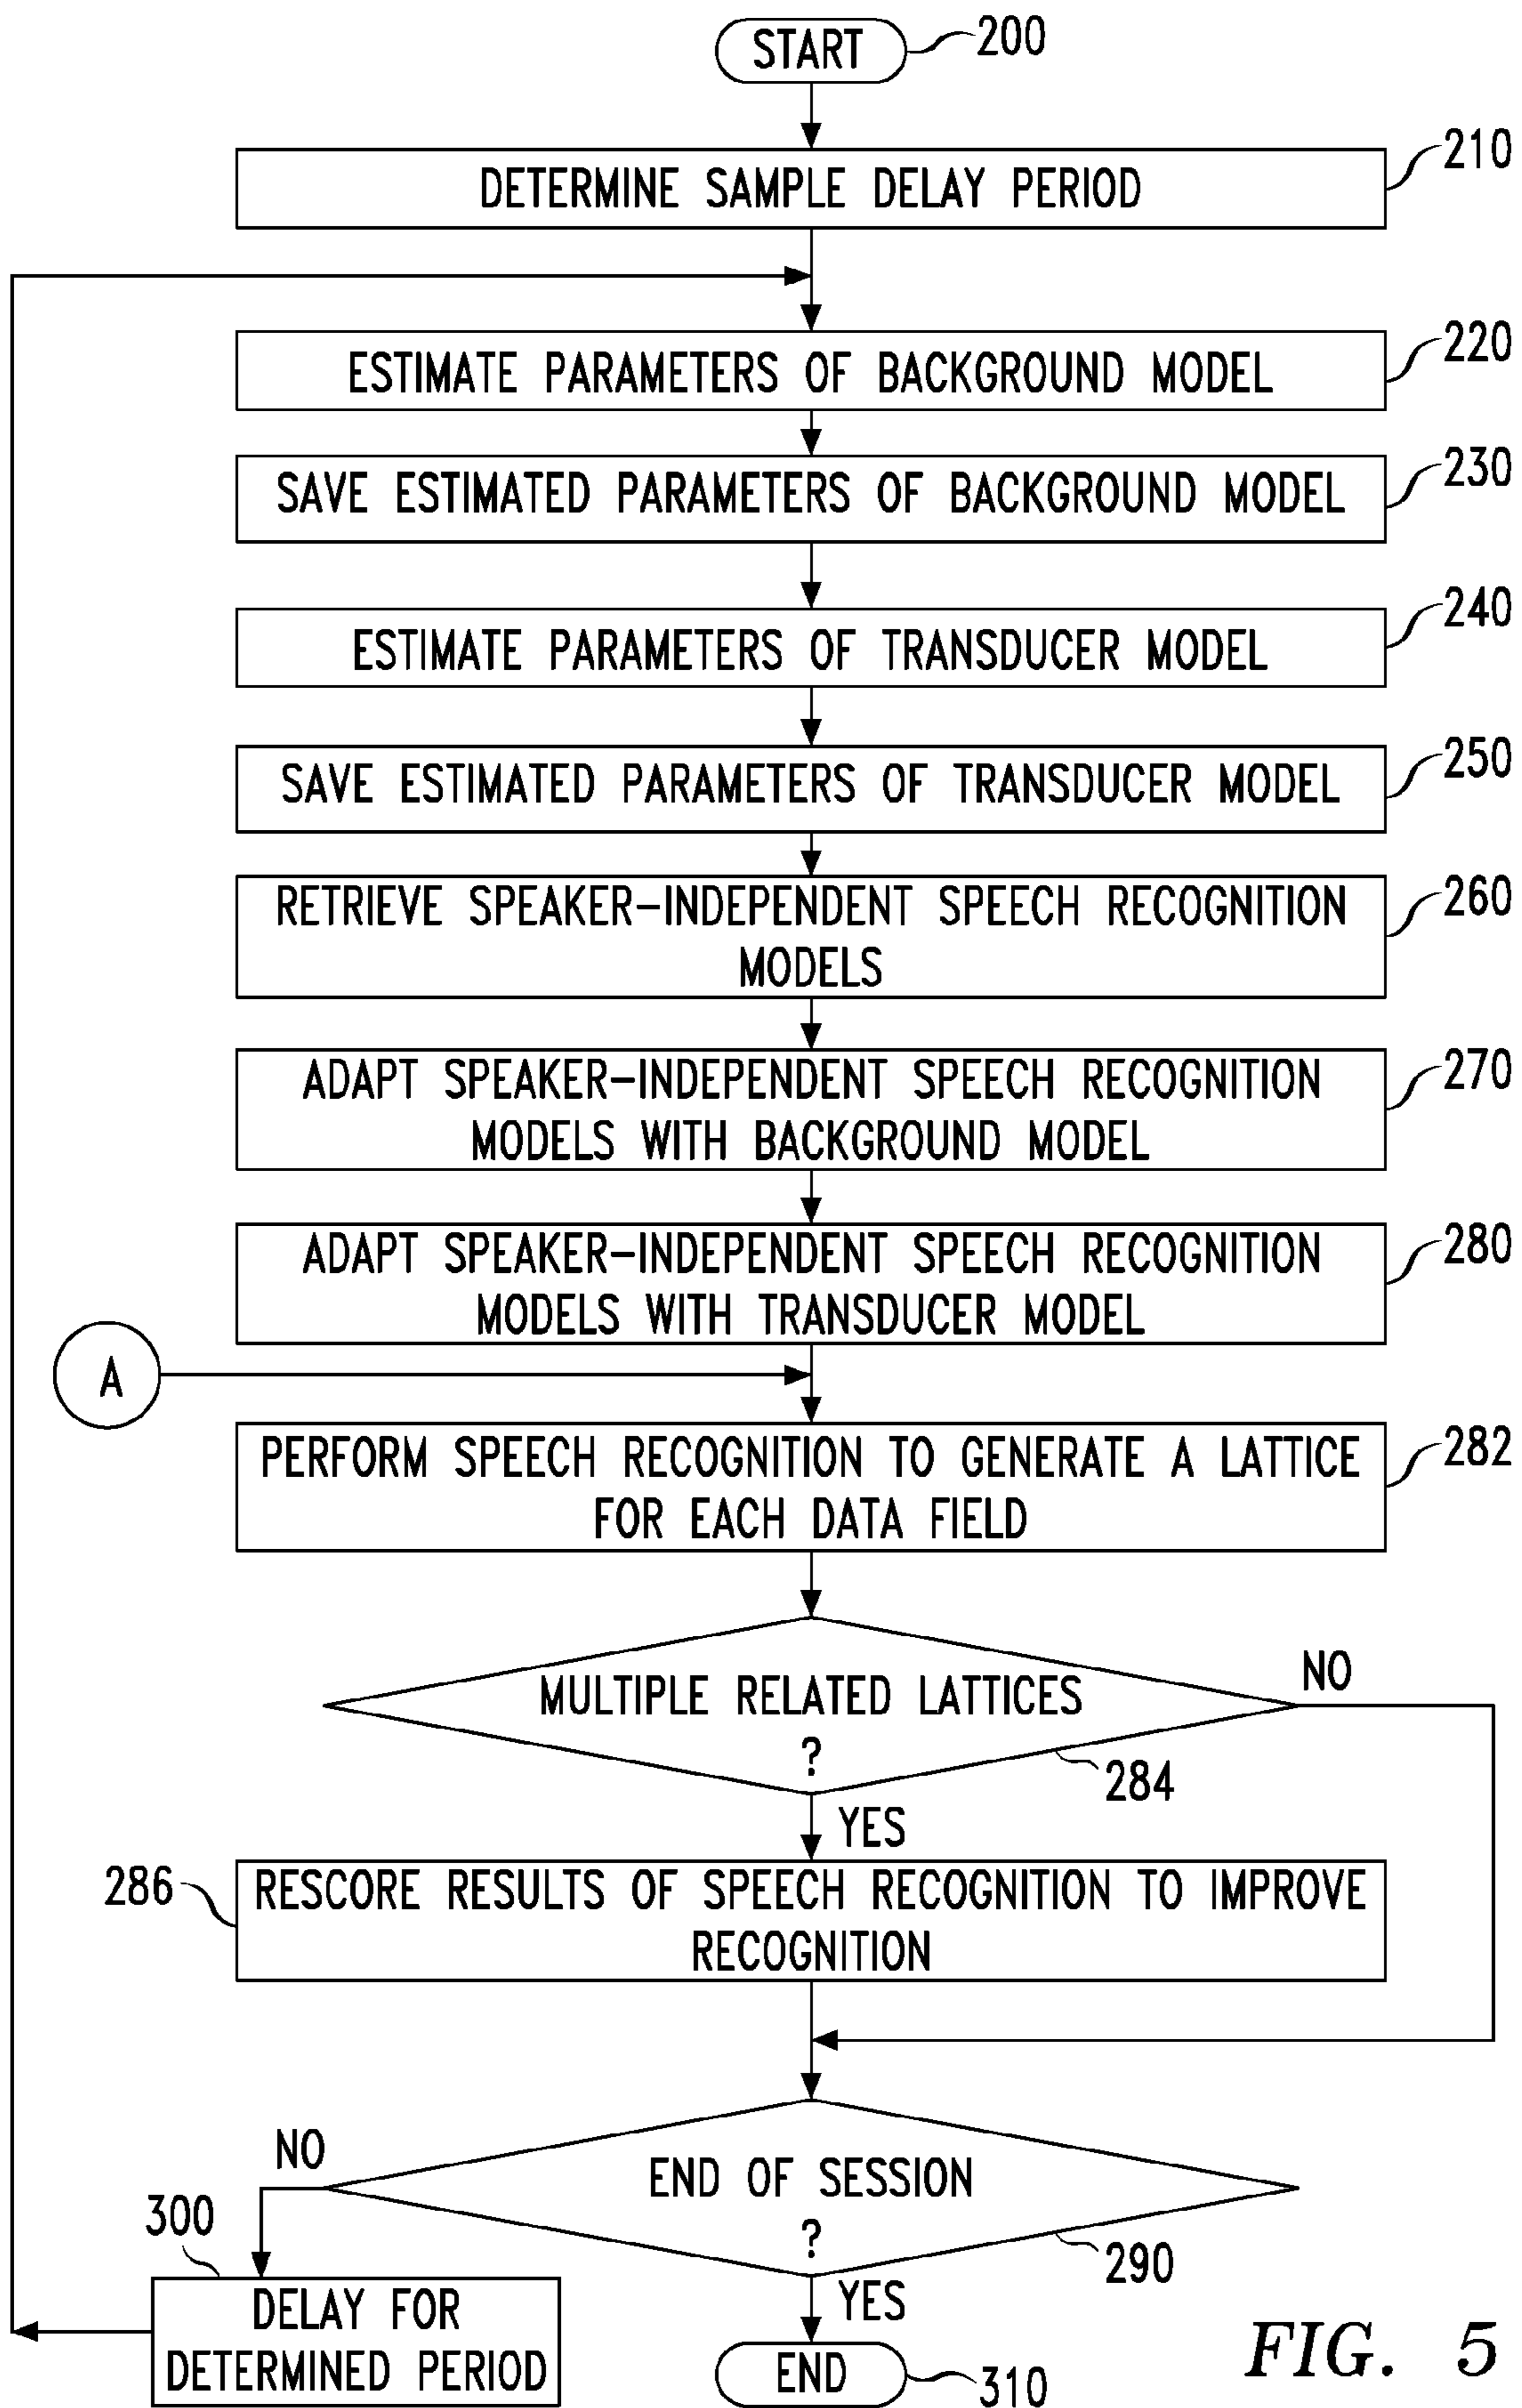 START
200
DETERMINE SAMPLE DELAY PERIOD
210
ESTIMATE PARAMETERS OF BACKGROUND MODEL
220
SAVE ESTIMATED PARAMETERS OF BACKGROUND MODEL
230
ESTIMATE PARAMETERS OF TRANSDUCER MODEL
240
SAVE ESTIMATED PARAMETERS OF TRANSDUCER MODEL
250
RETRIEVE SPEAKER-INDEPENDENT SPEECH RECOGNITION
MODELS
260
ADAPT SPEAKER-INDEPENDENT SPEECH RECOGNITION
MODELS WITH BACKGROUND MODEL
270
ADAPT SPEAKER-INDEPENDENT SPEECH RECOGNITION
MODELS WITH TRANSDUCER MODEL
280
A
PERFORM SPEECH RECOGNITION TO GENERATE A LATTICE
FOR EACH DATA FIELD
282
MULTIPLE RELATED LATTICES
?
NO
284
YES
286
RESCORE RESULTS OF SPEECH RECOGNITION TO IMPROVE
RECOGNITION
NO
END OF SESSION
?
290
300
DELAY FOR
DETERMINED PERIOD
YES
END
310
FIG. 5